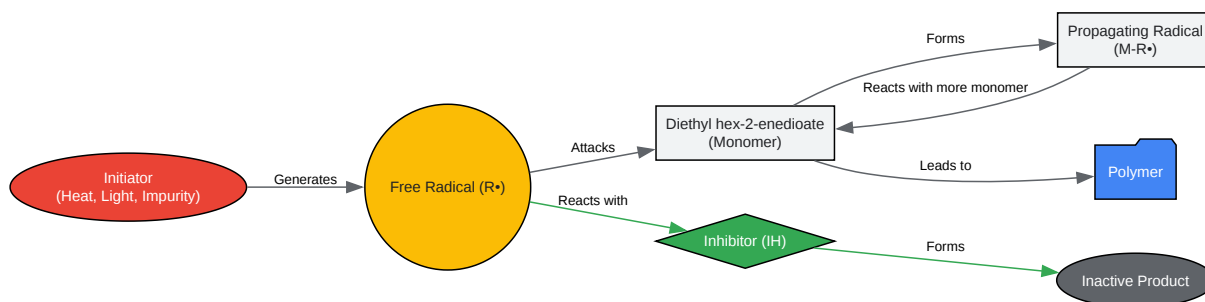 Initiator
(Heat, Light, Impurity)
Generates
Free Radical (R•)
Attacks
Reacts with
Diethyl hex-2-enedioate
(Monomer)
Forms
Reacts with more monomer
Propagating Radical
(M-R•)
Leads to
Polymer
Inhibitor (IH)
Forms
Inactive Product